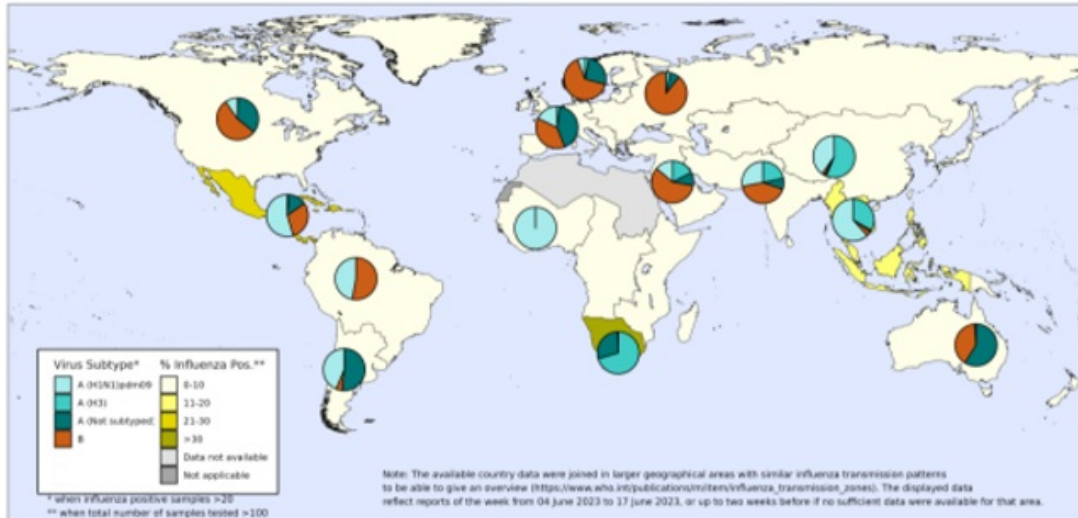 Virus Subtype*
A (H1N1)pdm09
A (H3)
A (Not subtyped)
B
% Influenza Pos.**
0-10
11-20
21-30
>30
Data not available
Not applicable
* when influenza positive samples >20
** when total number of samples tested >100
Note: The available country data were joined in larger geographical areas with similar influenza transmission patterns
to be able to give an overview (https://www.who.int/publications/m/item/influenza_transmission_zones). The displayed data
reflect reports of the week from 04 June 2023 to 17 June 2023, or up to two weeks before if no sufficient data were available for that area.